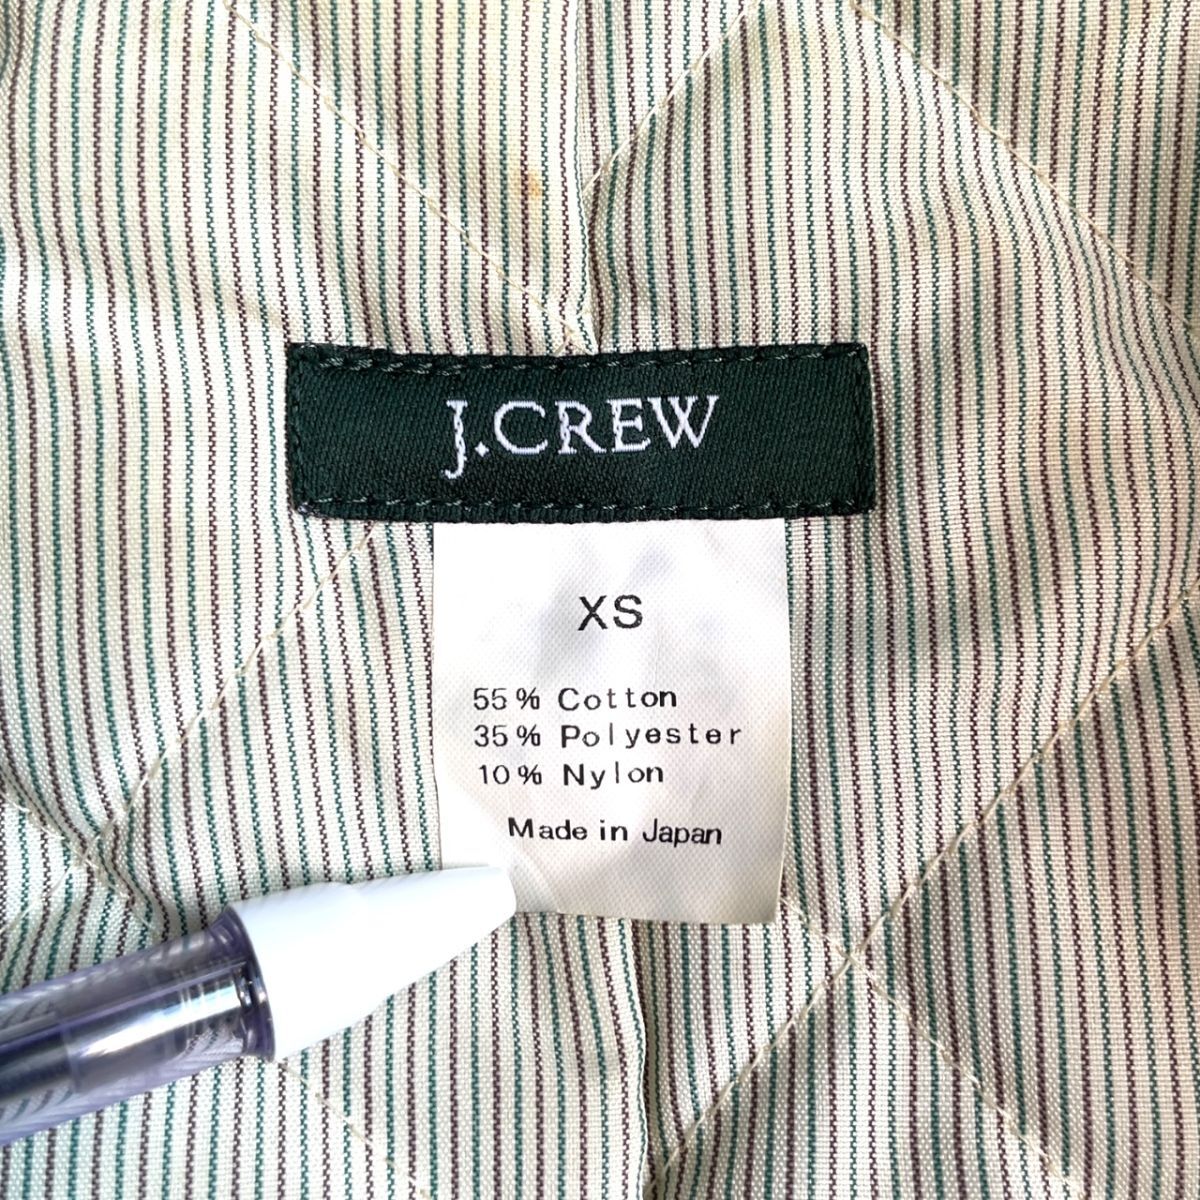 J.CREW
XS
55% Cotton
35% Polyester
10% Nylon
Made in Japan